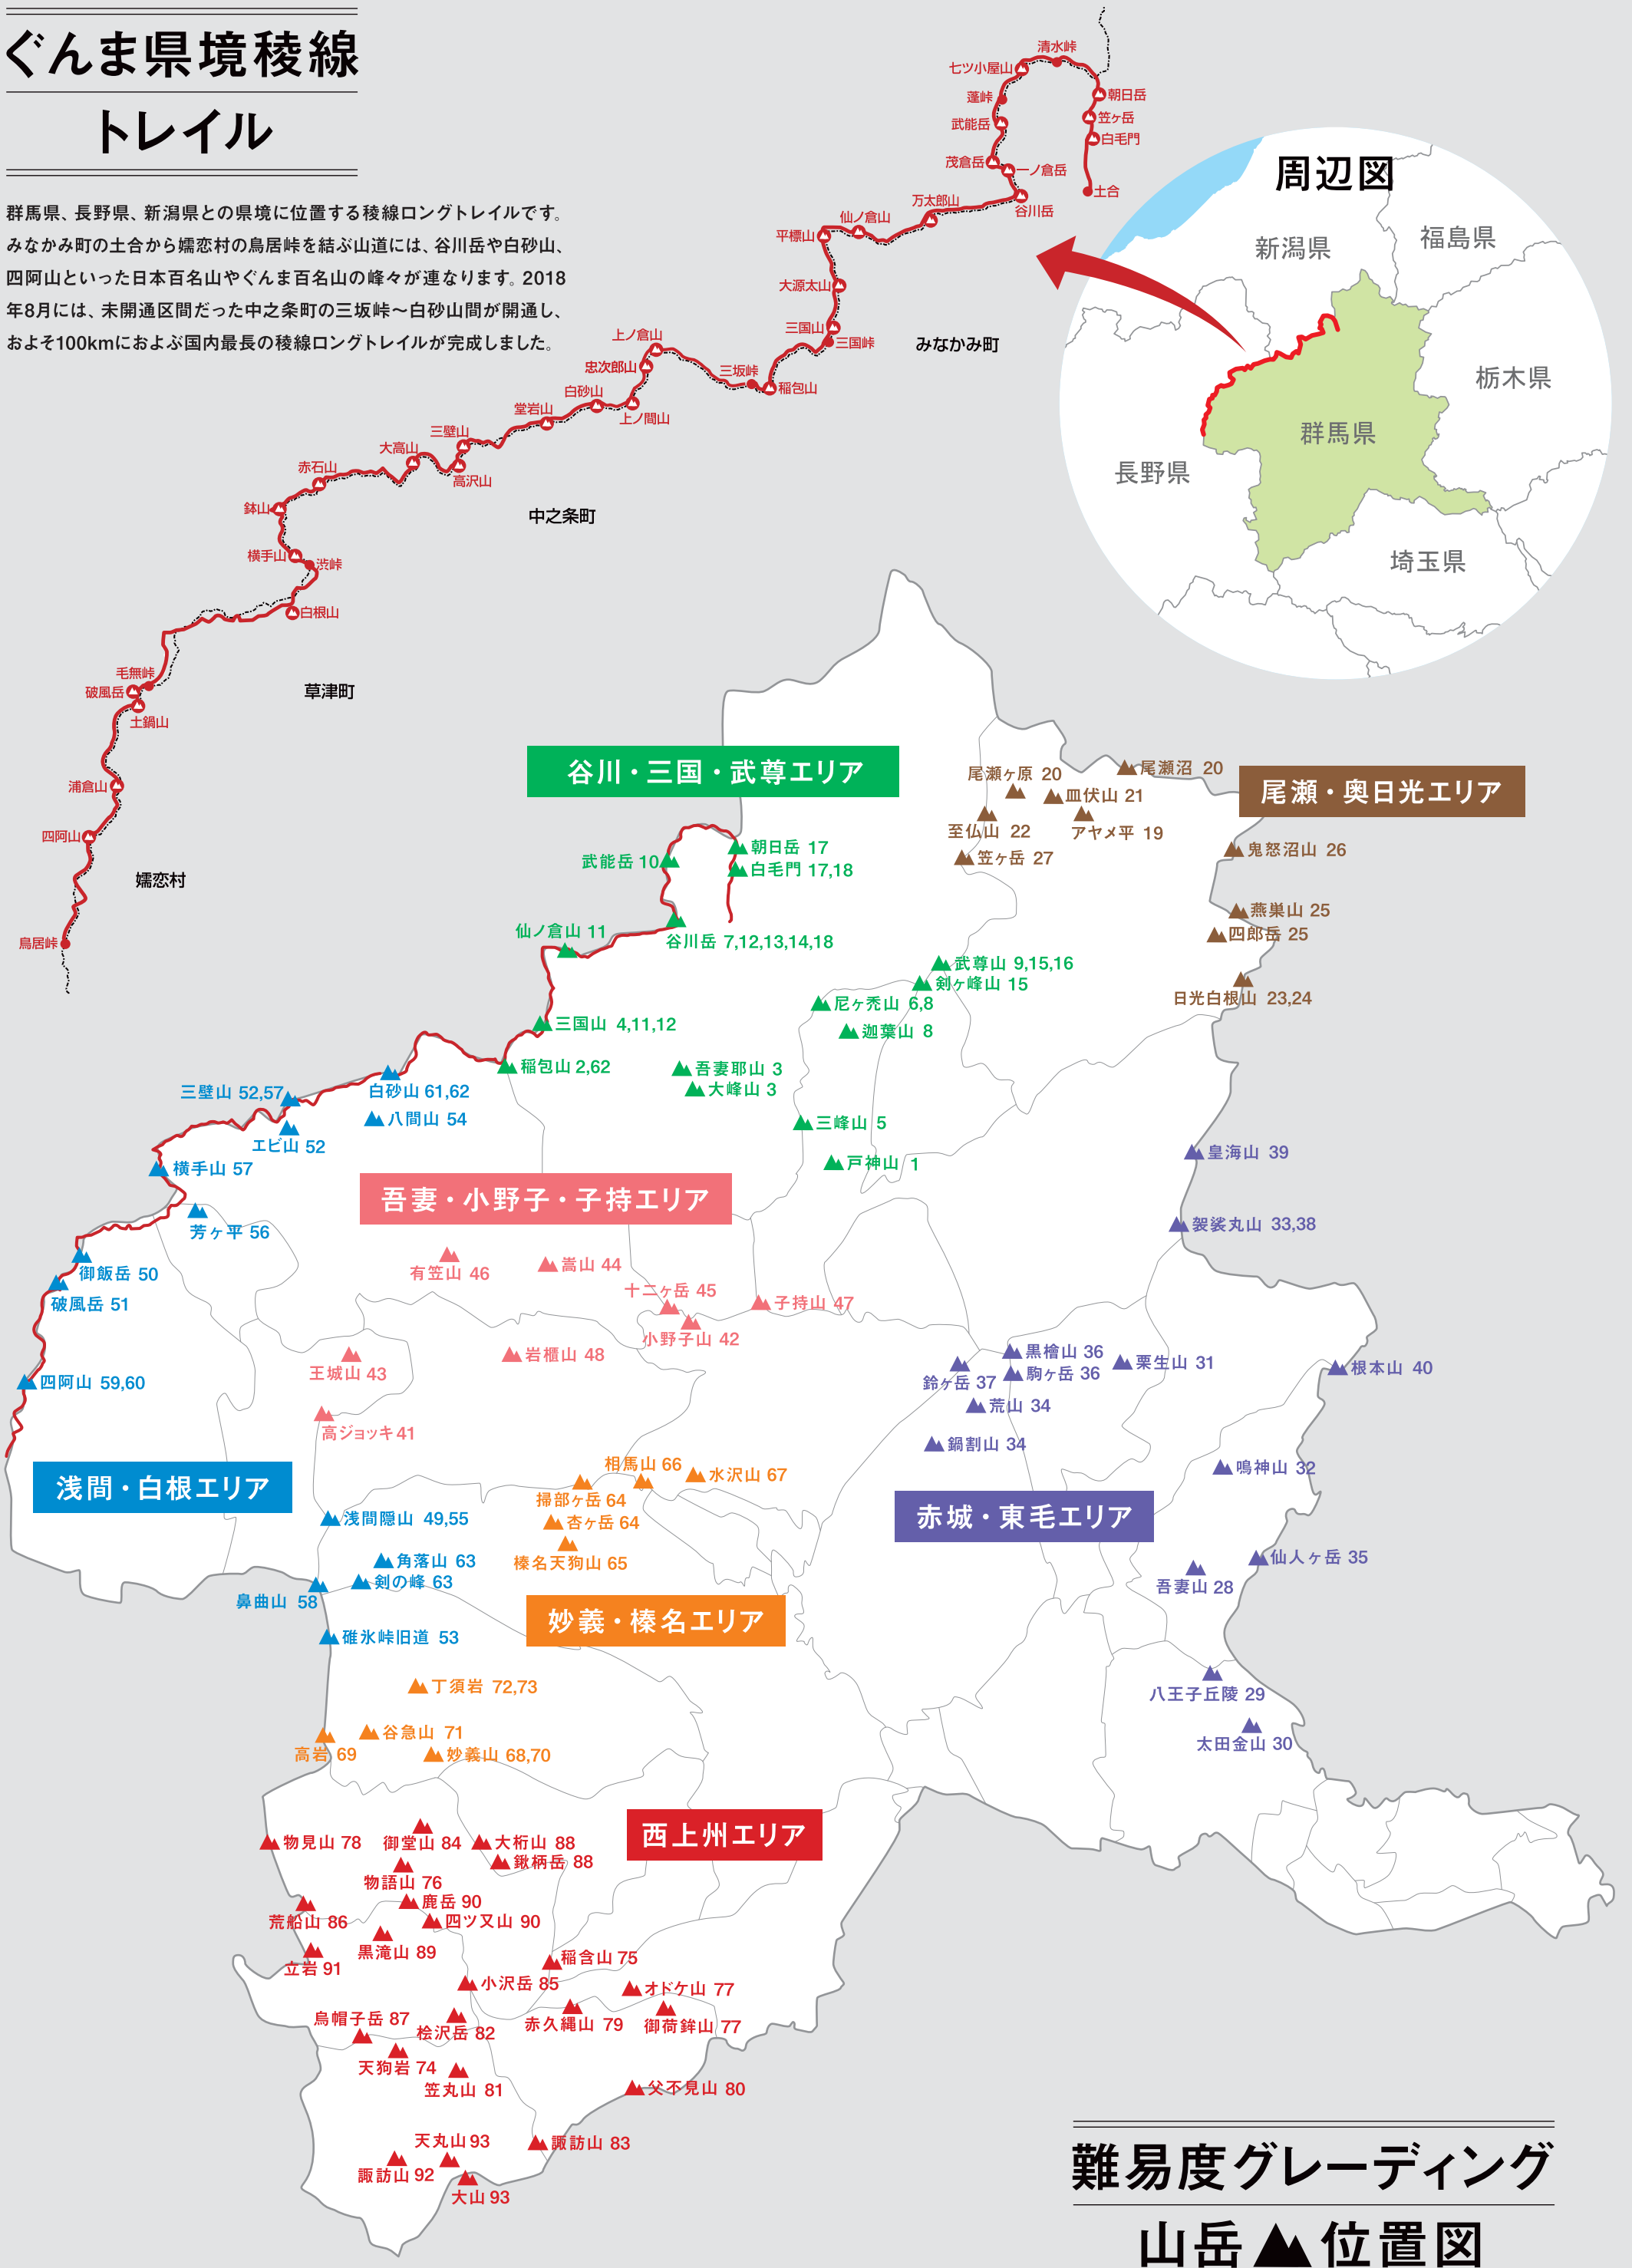 ぐんま県境稜線
トレイル
群馬県、長野県、新潟県との県境に位置する稜線ロングトレイルです。
みなかみ町の土合から嬬恋村の鳥居峠を結ぶ山道には、谷川岳や白砂山、
四阿山といった日本百名山やぐんま百名山の峰々が連なります。2018
年8月には、未開通区間だった中之条町の三坂峠～白砂山間が開通し、
およそ100kmにおよぶ国内最長の稜線ロングトレイルが完成しました。
清水峠
七ツ小屋山
蓬峠
朝日岳
笠ヶ岳
武能岳
白毛門
茂倉岳
一ノ倉岳
土合
谷川岳
万太郎山
仙ノ倉山
平標山
大源太山
三国山
三国峠
みなかみ町
上ノ倉山
忠次郎山
三坂峠
稲包山
白砂山
上ノ間山
堂岩山
三壁山
大高山
高沢山
赤石山
鉢山
中之条町
横手山
渋峠
白根山
毛無峠
破風岳
土鍋山
草津町
浦倉山
四阿山
嬬恋村
鳥居峠
周辺図
新潟県
福島県
栃木県
群馬県
長野県
埼玉県
谷川・三国・武尊エリア
武能岳 10
朝日岳 17
白毛門 17,18
仙ノ倉山 11
谷川岳 7,12,13,14,18
武尊山 9,15,16
剣ヶ峰山 15
尼ヶ禿山 6,8
迦葉山 8
三国山 4,11,12
稲包山 2,62
吾妻耶山 3
大峰山 3
三峰山 5
戸神山 1
尾瀬・奥日光エリア
尾瀬ヶ原 20
尾瀬沼 20
皿伏山 21
至仏山 22
アヤメ平 19
笠ヶ岳 27
鬼怒沼山 26
燕巣山 25
四郎岳 25
日光白根山 23,24
三壁山 52,57
白砂山 61,62
八間山 54
エビ山 52
横手山 57
芳ヶ平 56
御飯岳 50
破風岳 51
四阿山 59,60
浅間・白根エリア
浅間隠山 49,55
角落山 63
剣の峰 63
鼻曲山 58
碓氷峠旧道 53
吾妻・小野子・子持エリア
有笠山 46
嵩山 44
十二ヶ岳 45
子持山 47
小野子山 42
岩櫃山 48
王城山 43
高ジョッキ 41
皇海山 39
袈裟丸山 33,38
黒檜山 36
駒ヶ岳 36
鈴ヶ岳 37
栗生山 31
根本山 40
荒山 34
鍋割山 34
鳴神山 32
赤城・東毛エリア
仙人ヶ岳 35
吾妻山 28
八王子丘陵 29
太田金山 30
相馬山 66
水沢山 67
掃部ヶ岳 64
杏ヶ岳 64
榛名天狗山 65
妙義・榛名エリア
丁須岩 72,73
谷急山 71
高岩 69
妙義山 68,70
西上州エリア
物見山 78
御堂山 84
大桁山 88
鍬柄岳 88
物語山 76
鹿岳 90
荒船山 86
四ツ又山 90
黒滝山 89
立岩 91
稲含山 75
小沢岳 85
オドケ山 77
烏帽子岳 87
桧沢岳 82
赤久縄山 79
御荷鉾山 77
天狗岩 74
笠丸山 81
父不見山 80
天丸山 93
諏訪山 83
諏訪山 92
大山 93
難易度グレーディング
山岳 位置図